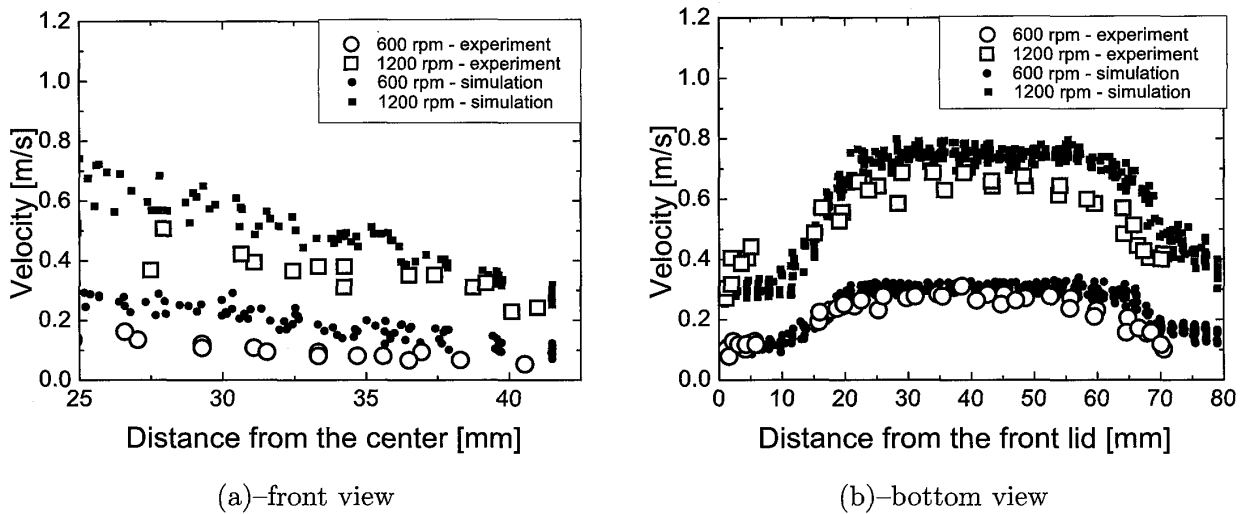 1.2
1.0
0.8
0.6
0.4
0.2
0.0
Velocity [m/s]
600 rpm - experiment
1200 rpm - experiment
600 rpm - simulation
1200 rpm - simulation
25 30 35 40
Distance from the center [mm]
(a)–front view
1.2
1.0
0.8
0.6
0.4
0.2
0.0
Velocity [m/s]
600 rpm - experiment
1200 rpm - experiment
600 rpm - simulation
1200 rpm - simulation
0 10 20 30 40 50 60 70 80
Distance from the front lid [mm]
(b)–bottom view